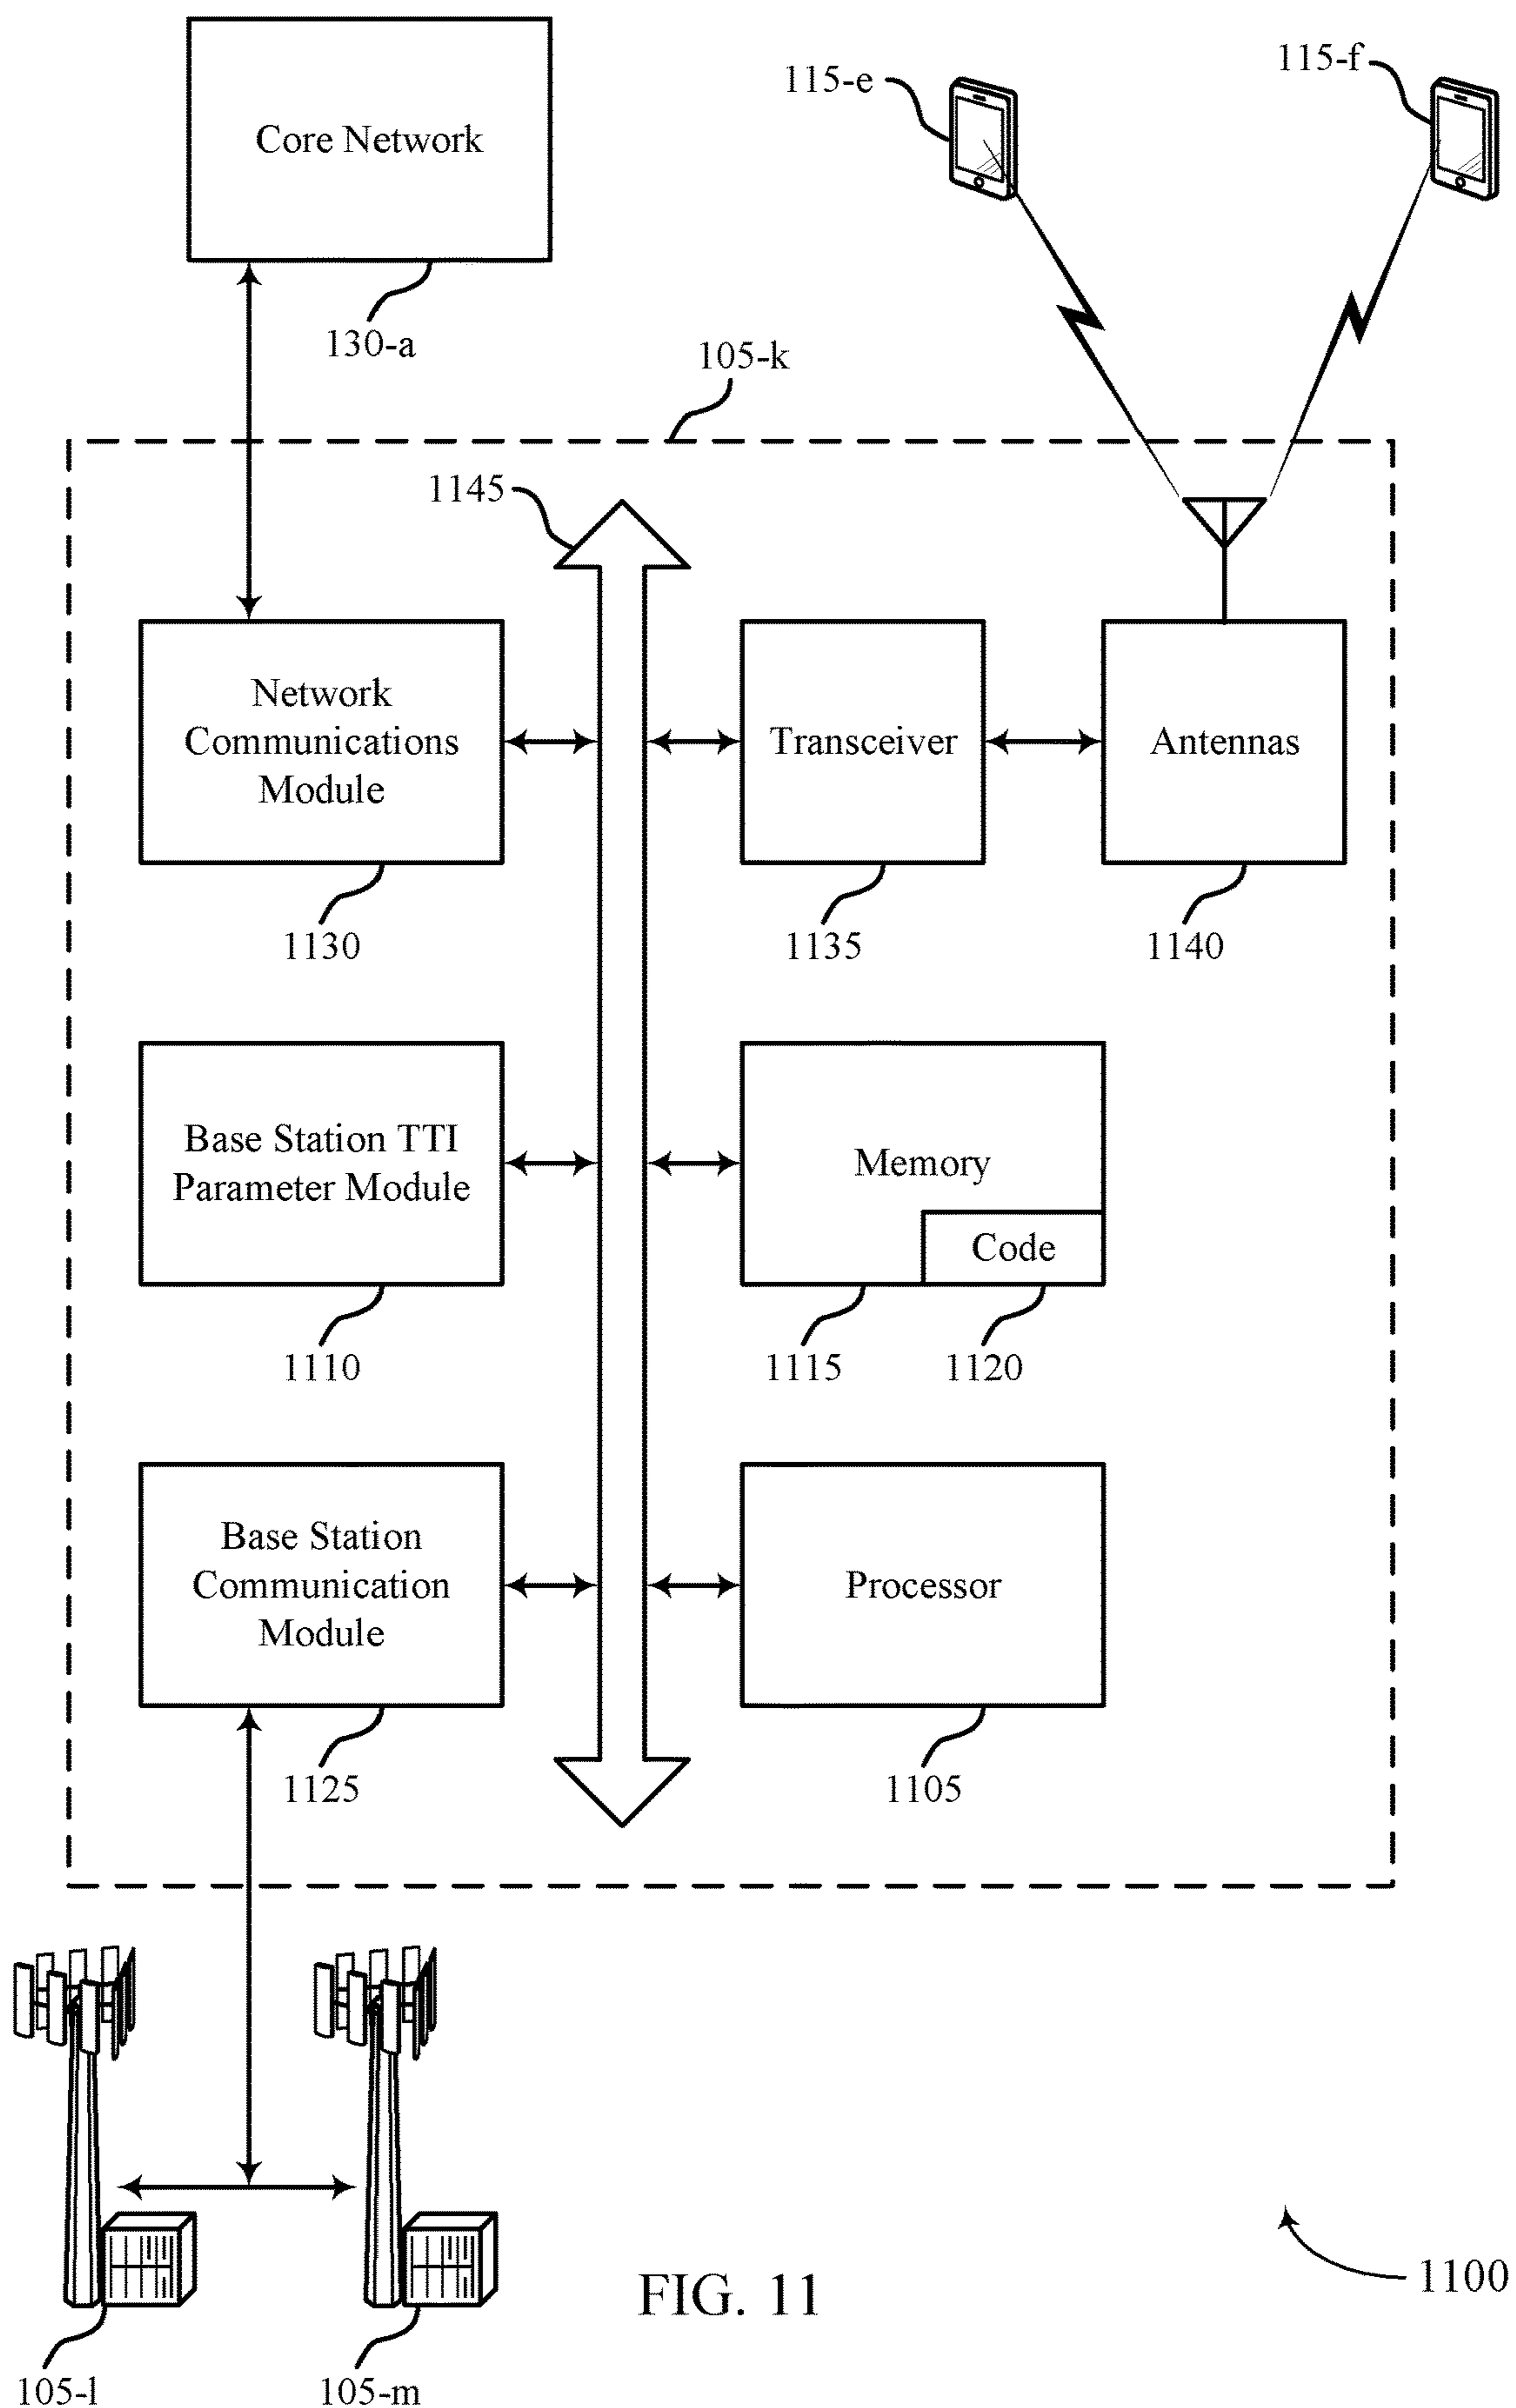 Core Network
130-a
115-e
115-f
105-k
1145
Network
Communications
Module
1130
Transceiver
1135
Antennas
1140
Base Station TTI
Parameter Module
1110
Memory
Code
1115
1120
Base Station
Communication
Module
1125
Processor
1105
105-l
105-m
FIG. 11
1100